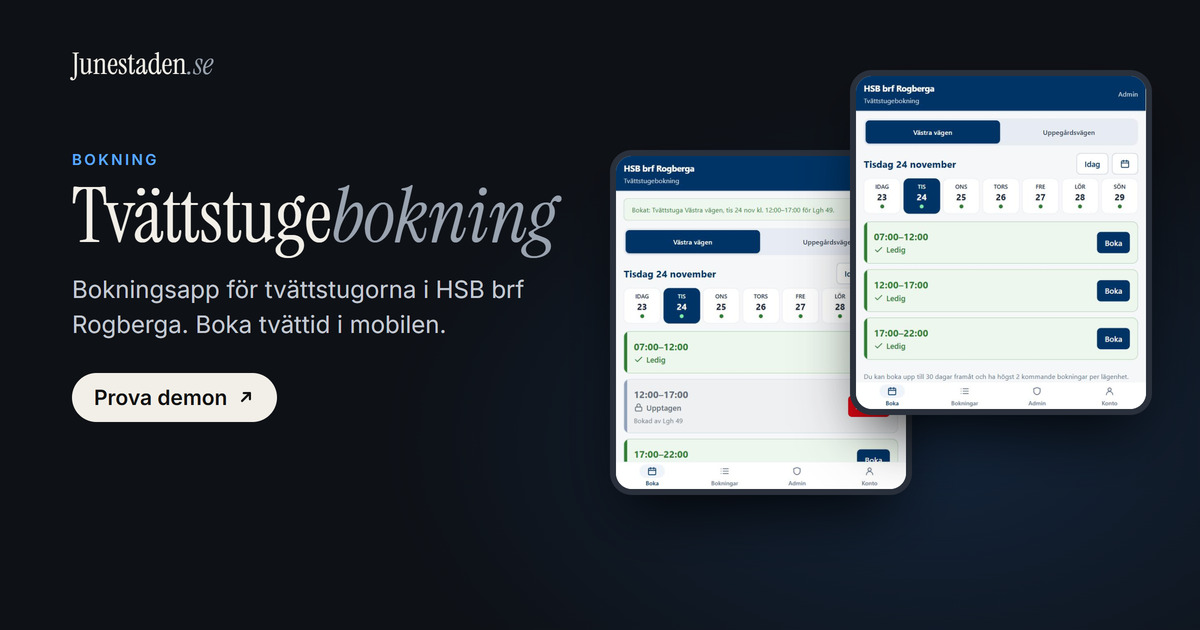 Junestaden.se
BOKNING
Tvättstugebokning
Bokningsapp för tvättstugorna i HSB brf
Rogberga. Boka tvättid i mobilen.
Prova demon
HSB brf Rogberga
Tvättstugebokning
Bokat: Tvättstuga Västra vägen, tis 24 nov kl. 12:00–17:00 för Lgh 49.
Västra vägen
Tisdag 24 november
IDAG TIS ONS TORS FRE LÖR
23 24 25 26 27 28
07:00–12:00
Ledig
12:00–17:00
Upptagen
Bokad av Lgh 49
17:00–22:00
Boka
Boka Bokningar Admin Konto
HSB brf Rogberga
Tvättstugebokning
Admin
Västra vägen Uppegårdsvägen
Tisdag 24 november
Idag
IDAG TIS ONS TORS FRE LÖR SÖN
23 24 25 26 27 28 29
07:00–12:00
Ledig
Boka
12:00–17:00
Ledig
Boka
17:00–22:00
Ledig
Boka
Du kan boka upp till 30 dagar framåt och ha högst 2 kommande bokningar per lägenhet.
Boka Bokningar Admin Konto